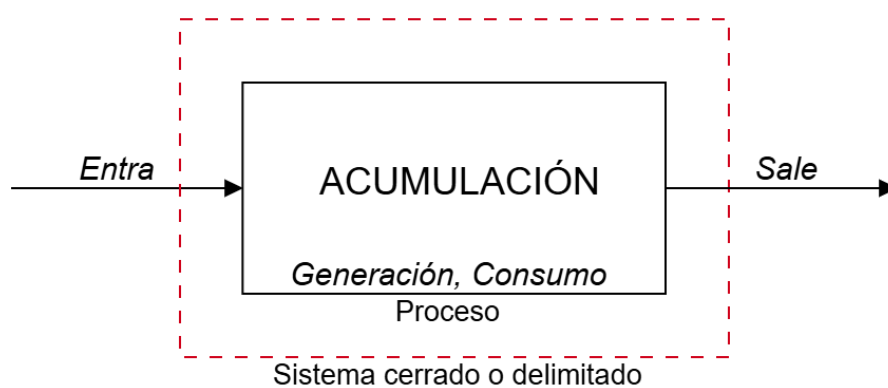 Entra
ACUMULACIÓN
Sale
Generación, Consumo
Proceso
Sistema cerrado o delimitado